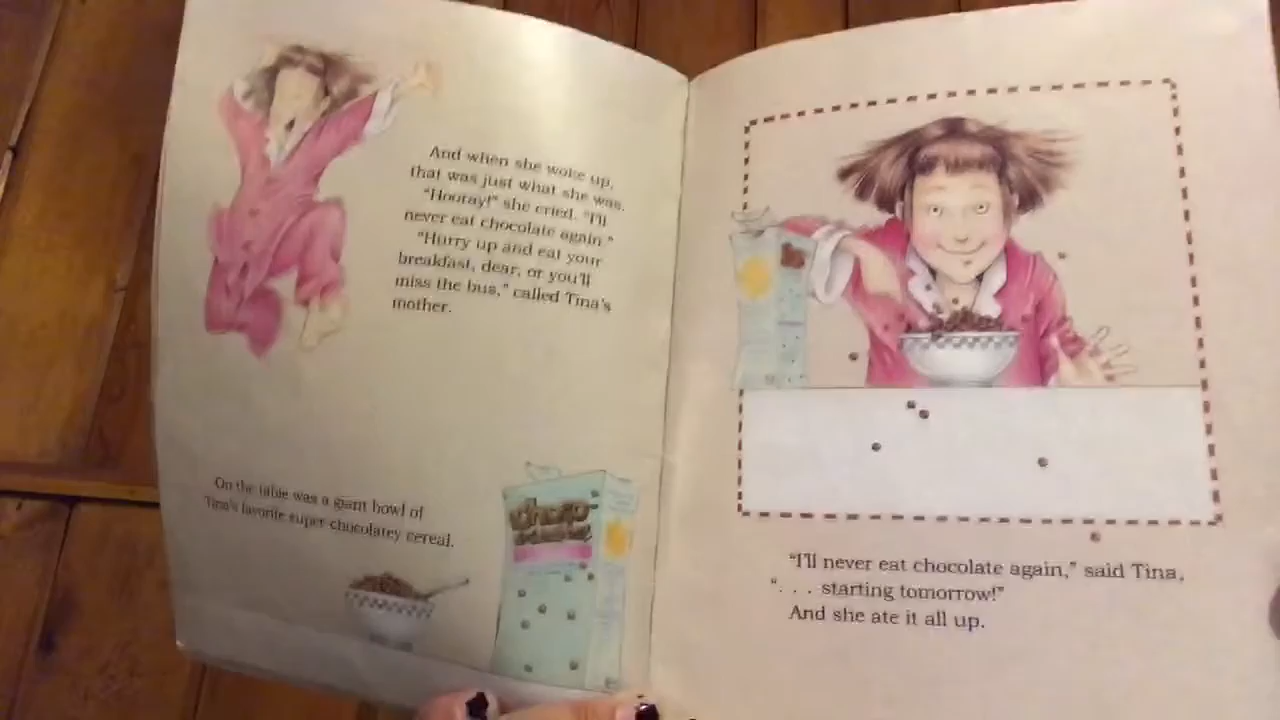 And when she woke up,
that was just what she was.
"Hooray!" she cried. "I'll
never eat chocolate again."
"Hurry up and eat your
breakfast, dear, or you'll
miss the bus," called Tina's
mother.
On the table was a giant bowl of
Tina's favorite super-chocolatey cereal.
choco-
"I'll never eat chocolate again," said Tina,
". . . starting tomorrow!"
And she ate it all up.